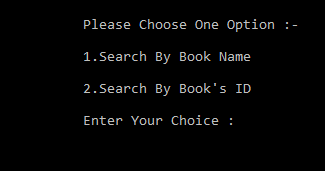 Please Choose One Option :-
1.Search By Book Name
2.Search By Book's ID
Enter Your Choice :